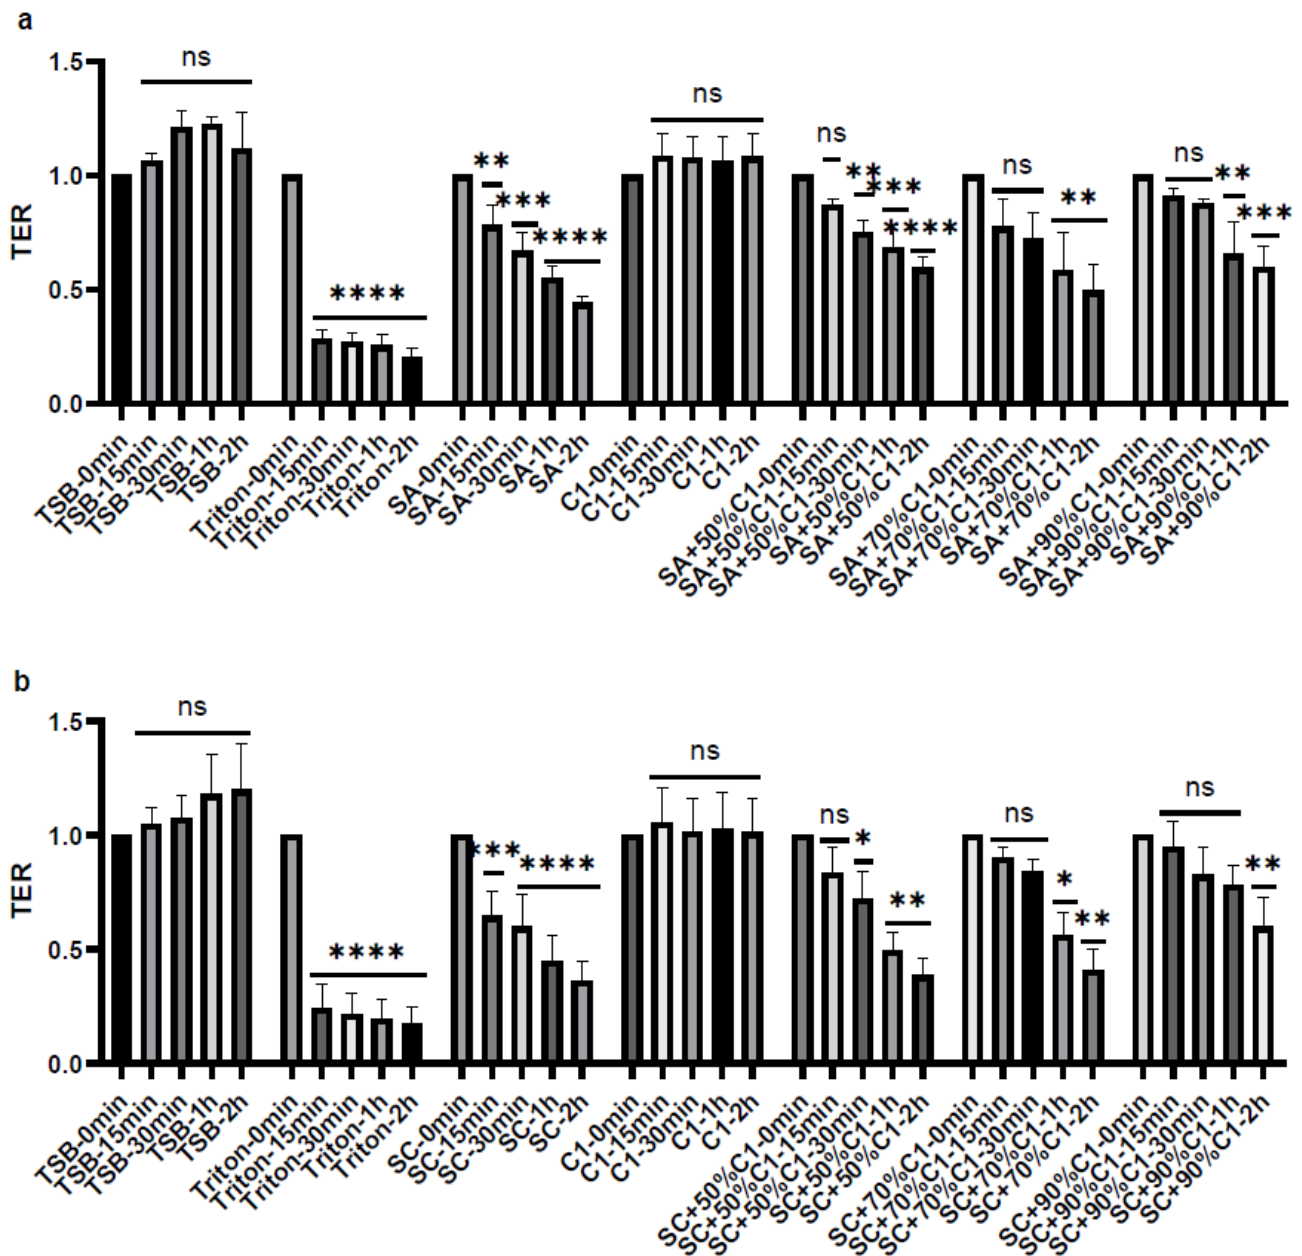 a
ns
1.5
ns
ns
**
ns
ns
**
***
**
***
**
1.0
***
****
****
0.5
****
0.0
TER
TSB-0min
TSB-15min
TSB-30min
TSB-1h
TSB-2h
Triton-0min
Triton-15min
Triton-30min
Triton-1h
Triton-2h
SA-0min
SA-15min
SA-30min
SA-1h
SA-2h
C1-0min
C1-15min
C1-30min
C1-1h
C1-2h
SA+50%C1-0min
SA+50%C1-15min
SA+50%C1-30min
SA+50%C1-1h
SA+50%C1-2h
SA+70%C1-0min
SA+70%C1-15min
SA+70%C1-30min
SA+70%C1-1h
SA+70%C1-2h
SA+90%C1-0min
SA+90%C1-15min
SA+90%C1-30min
SA+90%C1-1h
SA+90%C1-2h
b
ns
1.5
ns
ns
ns
ns
*
1.0
***
****
**
*
**
**
0.5
****
0.0
TER
TSB-0min
TSB-15min
TSB-30min
TSB-1h
TSB-2h
Triton-0min
Triton-15min
Triton-30min
Triton-1h
Triton-2h
SC-0min
SC-15min
SC-30min
SC-1h
SC-2h
C1-0min
C1-15min
C1-30min
C1-1h
C1-2h
SC+50%C1-0min
SC+50%C1-15min
SC+50%C1-30min
SC+50%C1-1h
SC+50%C1-2h
SC+70%C1-0min
SC+70%C1-15min
SC+70%C1-30min
SC+70%C1-1h
SC+70%C1-2h
SC+90%C1-0min
SC+90%C1-15min
SC+90%C1-30min
SC+90%C1-1h
SC+90%C1-2h